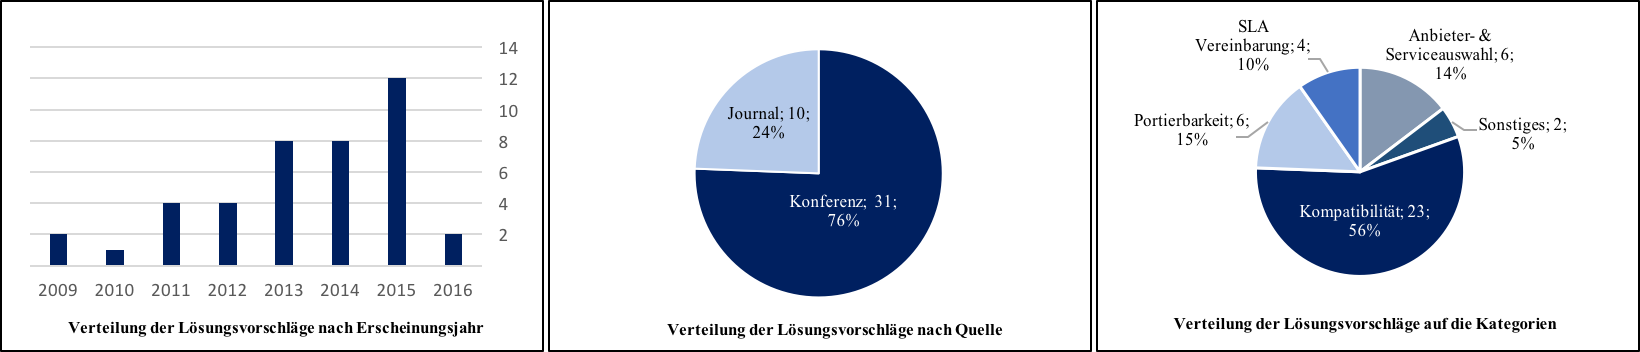 14
12
10
8
6
4
2
2009 2010 2011 2012 2013 2014 2015 2016
Verteilung der Lösungsvorschläge nach Erscheinungsjahr
Journal; 10;
24%
Konferenz;  31;
76%
Verteilung der Lösungsvorschläge nach Quelle
SLA
Vereinbarung; 4;
10%
Anbieter- &
Serviceauswahl; 6;
14%
Portierbarkeit; 6;
15%
Sonstiges; 2;
5%
Kompatibilität; 23;
56%
Verteilung der Lösungsvorschläge auf die Kategorien